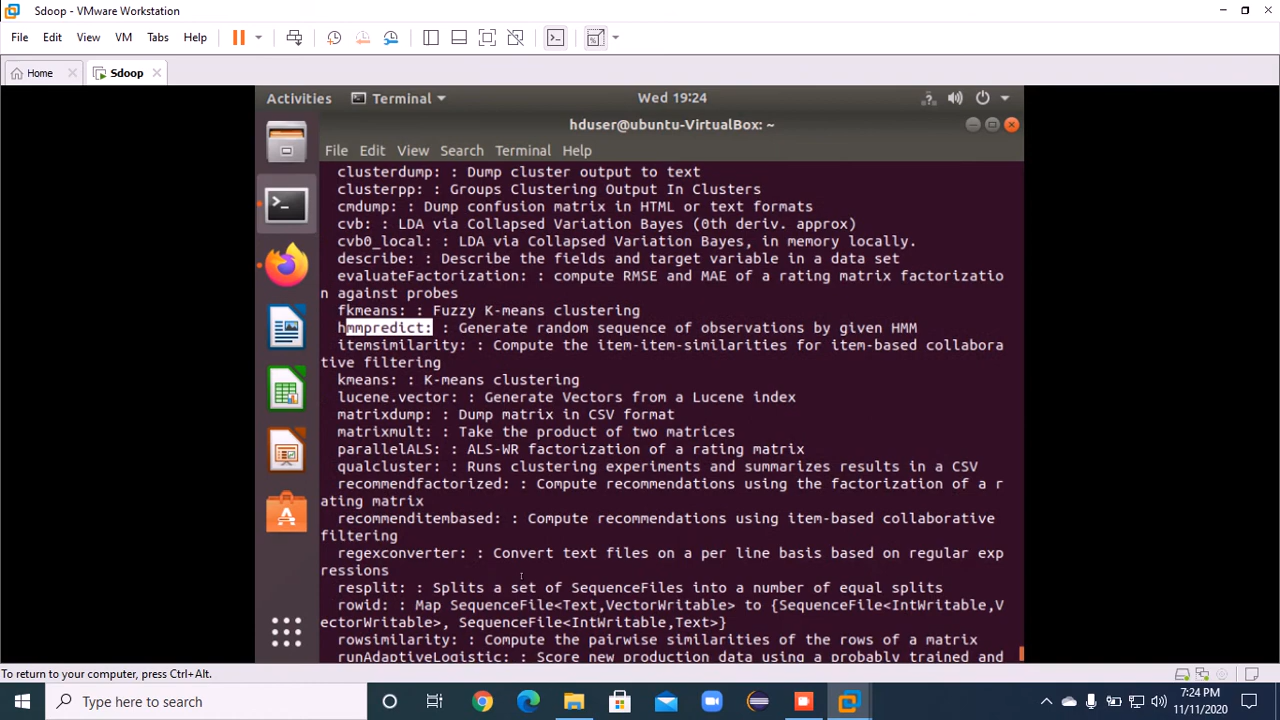 Sdoop - VMware Workstation
File Edit View VM Tabs Help
Home Sdoop
Activities Terminal Wed 19:24
hduser@ubuntu-VirtualBox: ~
File Edit View Search Terminal Help
clusterdump: : Dump cluster output to text
clusterpp: : Groups Clustering Output In Clusters
cmdump: : Dump confusion matrix in HTML or text formats
cvb: : LDA via Collapsed Variation Bayes (0th deriv. approx)
cvb0_local: : LDA via Collapsed Variation Bayes, in memory locally.
describe: : Describe the fields and target variable in a data set
evaluateFactorization: : compute RMSE and MAE of a rating matrix factorizatio
n against probes
fkmeans: : Fuzzy K-means clustering
hmmpredict: : Generate random sequence of observations by given HMM
itemsimilarity: : Compute the item-item-similarities for item-based collabora
tive filtering
kmeans: : K-means clustering
lucene.vector: : Generate Vectors from a Lucene index
matrixdump: : Dump matrix in CSV format
matrixmult: : Take the product of two matrices
parallelALS: : ALS-WR factorization of a rating matrix
qualcluster: : Runs clustering experiments and summarizes results in a CSV
recommendfactorized: : Compute recommendations using the factorization of a r
ating matrix
recommenditembased: : Compute recommendations using item-based collaborative
filtering
regexconverter: : Convert text files on a per line basis based on regular exp
ressions
resplit: : Splits a set of SequenceFiles into a number of equal splits
rowid: : Map SequenceFile<Text,VectorWritable> to {SequenceFile<IntWritable,V
ectorWritable>, SequenceFile<IntWritable,Text>}
rowsimilarity: : Compute the pairwise similarities of the rows of a matrix
runAdaptiveLogistic: : Score new production data using a probably trained and
To return to your computer, press Ctrl+Alt.
Type here to search
7:24 PM
11/11/2020